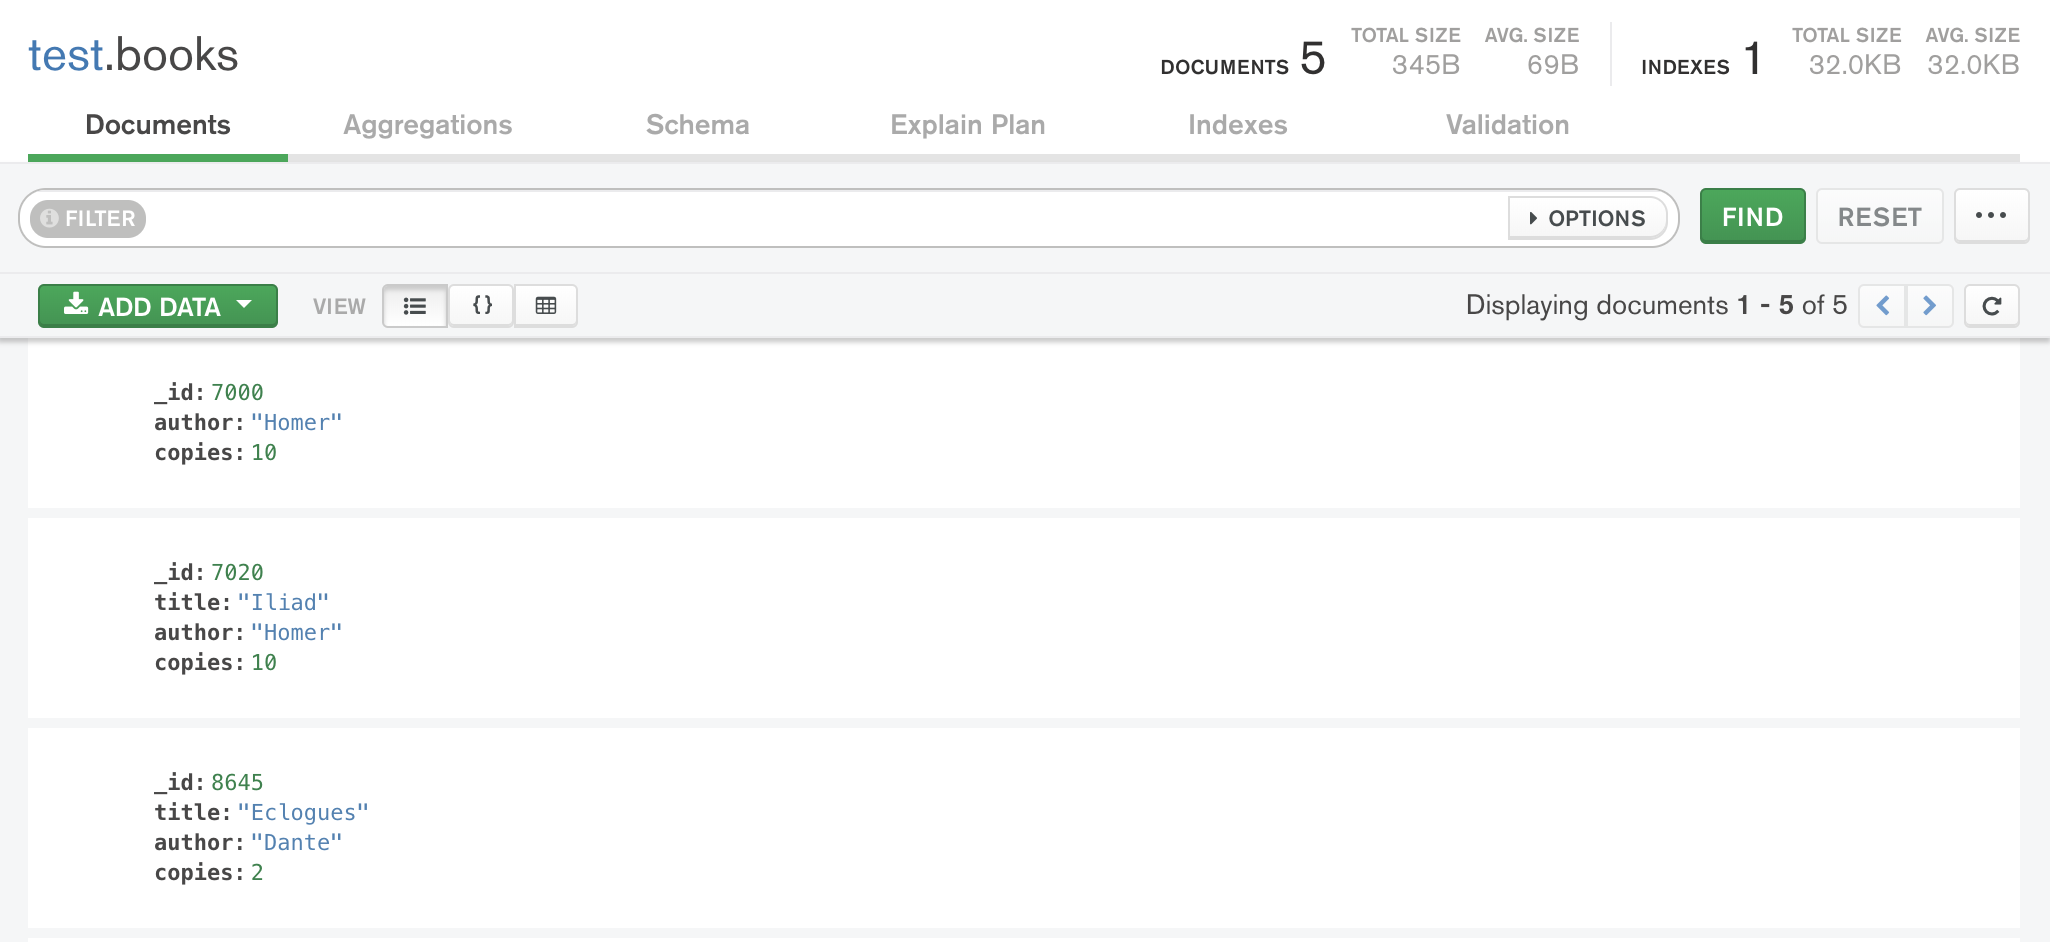 test.books
DOCUMENTS 5 TOTAL SIZE 345B AVG. SIZE 69B INDEXES 1 TOTAL SIZE 32.0KB AVG. SIZE 32.0KB
Documents Aggregations Schema Explain Plan Indexes Validation
FILTER OPTIONS FIND RESET ...
ADD DATA VIEW { } Displaying documents 1 - 5 of 5
_id: 7000
author: "Homer"
copies: 10
_id: 7020
title: "Iliad"
author: "Homer"
copies: 10
_id: 8645
title: "Eclogues"
author: "Dante"
copies: 2